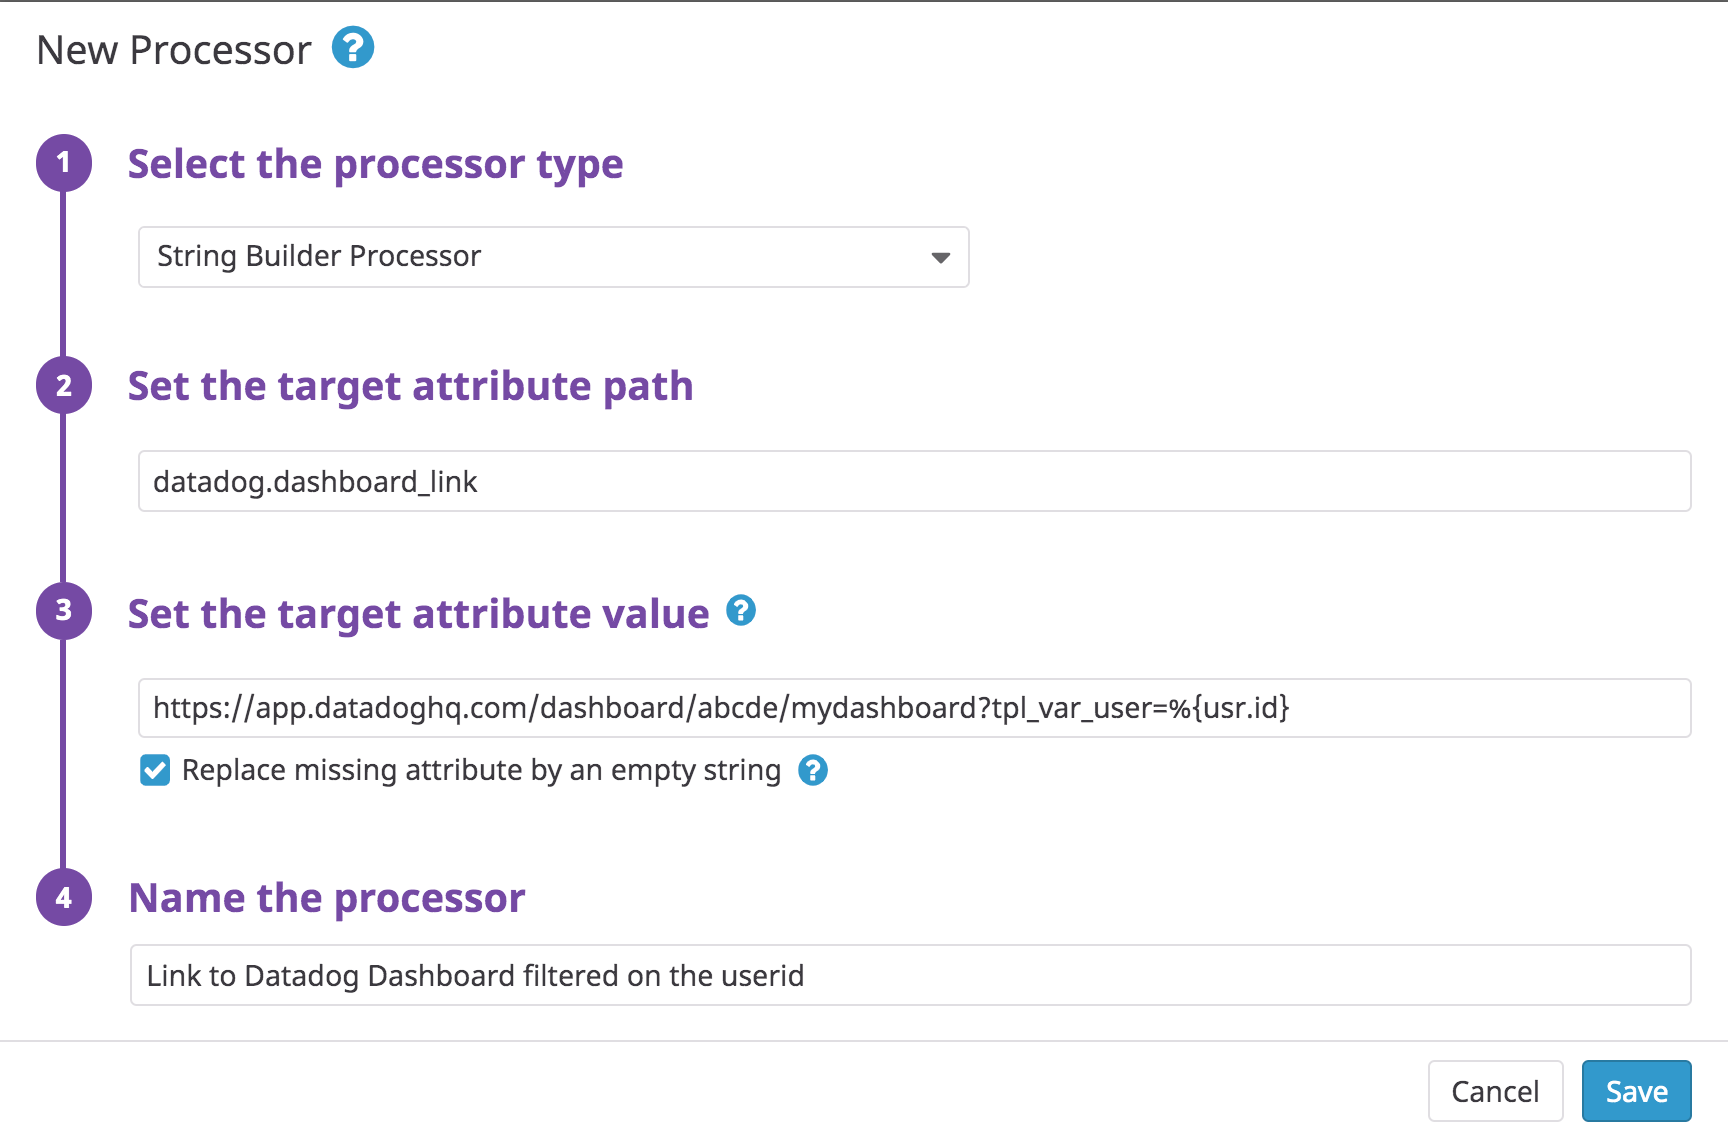 New Processor ?
1 Select the processor type
String Builder Processor
2 Set the target attribute path
datadog.dashboard_link
3 Set the target attribute value ?
https://app.datadoghq.com/dashboard/abcde/mydashboard?tpl_var_user=%{usr.id}
Replace missing attribute by an empty string ?
4 Name the processor
Link to Datadog Dashboard filtered on the userid
Cancel Save